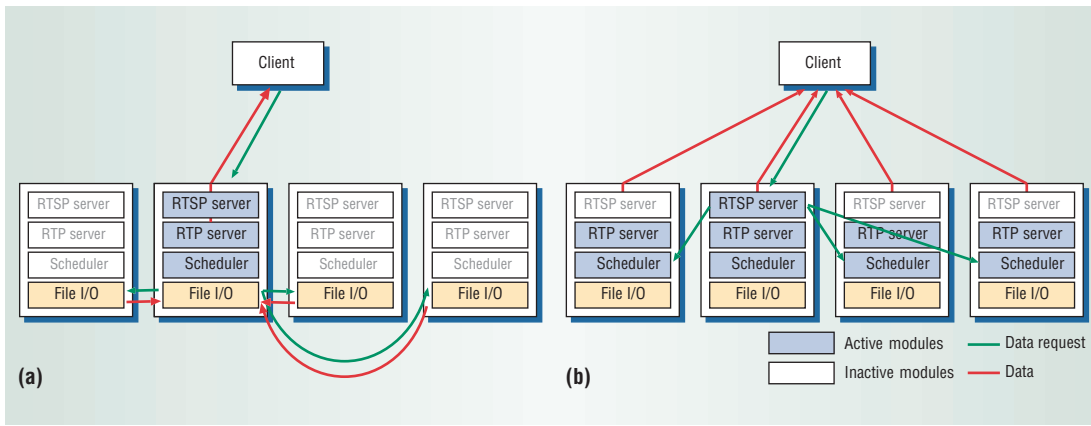 Client
RTSP server
RTP server
Scheduler
File I/O
RTSP server
RTP server
Scheduler
File I/O
RTSP server
RTP server
Scheduler
File I/O
RTSP server
RTP server
Scheduler
File I/O
(a)
Client
RTSP server
RTP server
Scheduler
File I/O
RTSP server
RTP server
Scheduler
File I/O
RTSP server
RTP server
Scheduler
File I/O
RTSP server
RTP server
Scheduler
File I/O
(b)
Active modules
Inactive modules
Data request
Data